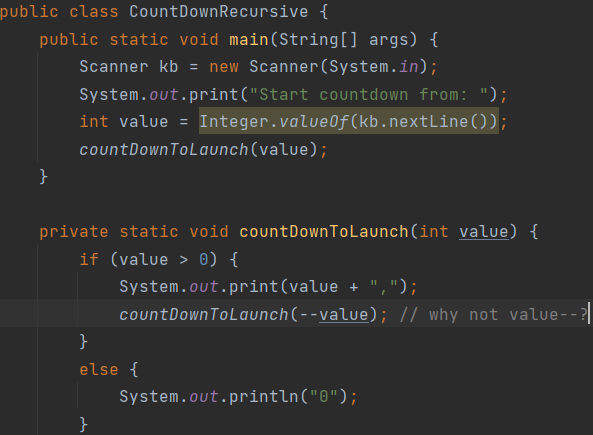 public class CountDownRecursive {
    public static void main(String[] args) {
        Scanner kb = new Scanner(System.in);
        System.out.print("Start countdown from: ");
        int value = Integer.valueOf(kb.nextLine());
        countDownToLaunch(value);
    }

    private static void countDownToLaunch(int value) {
        if (value > 0) {
            System.out.print(value + ",");
            countDownToLaunch(--value); // why not value--?
        }
        else {
            System.out.println("0");
        }